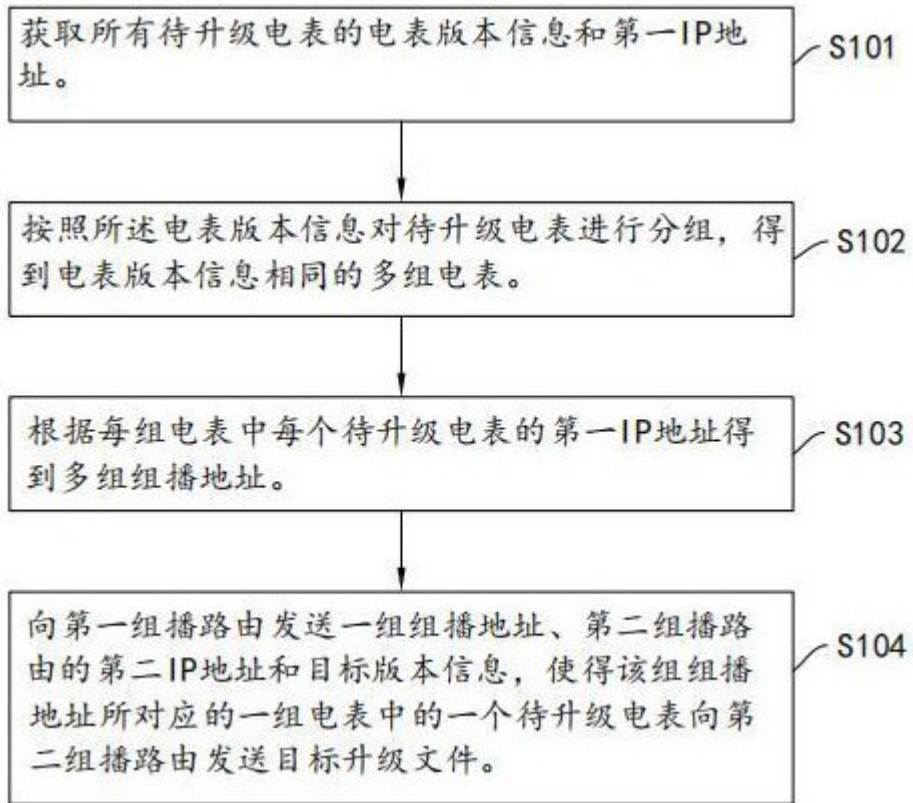 获取所有待升级电表的电表版本信息和第一IP地
址。
S101
按照所述电表版本信息对待升级电表进行分组，得
到电表版本信息相同的多组电表。
S102
根据每组电表中每个待升级电表的第一IP地址得
到多组组播地址。
S103
向第一组播路由发送一组组播地址、第二组播路
由的第二IP地址和目标版本信息，使得该组组播
地址所对应的一组电表中的一个待升级电表向第
二组播路由发送目标升级文件。
S104